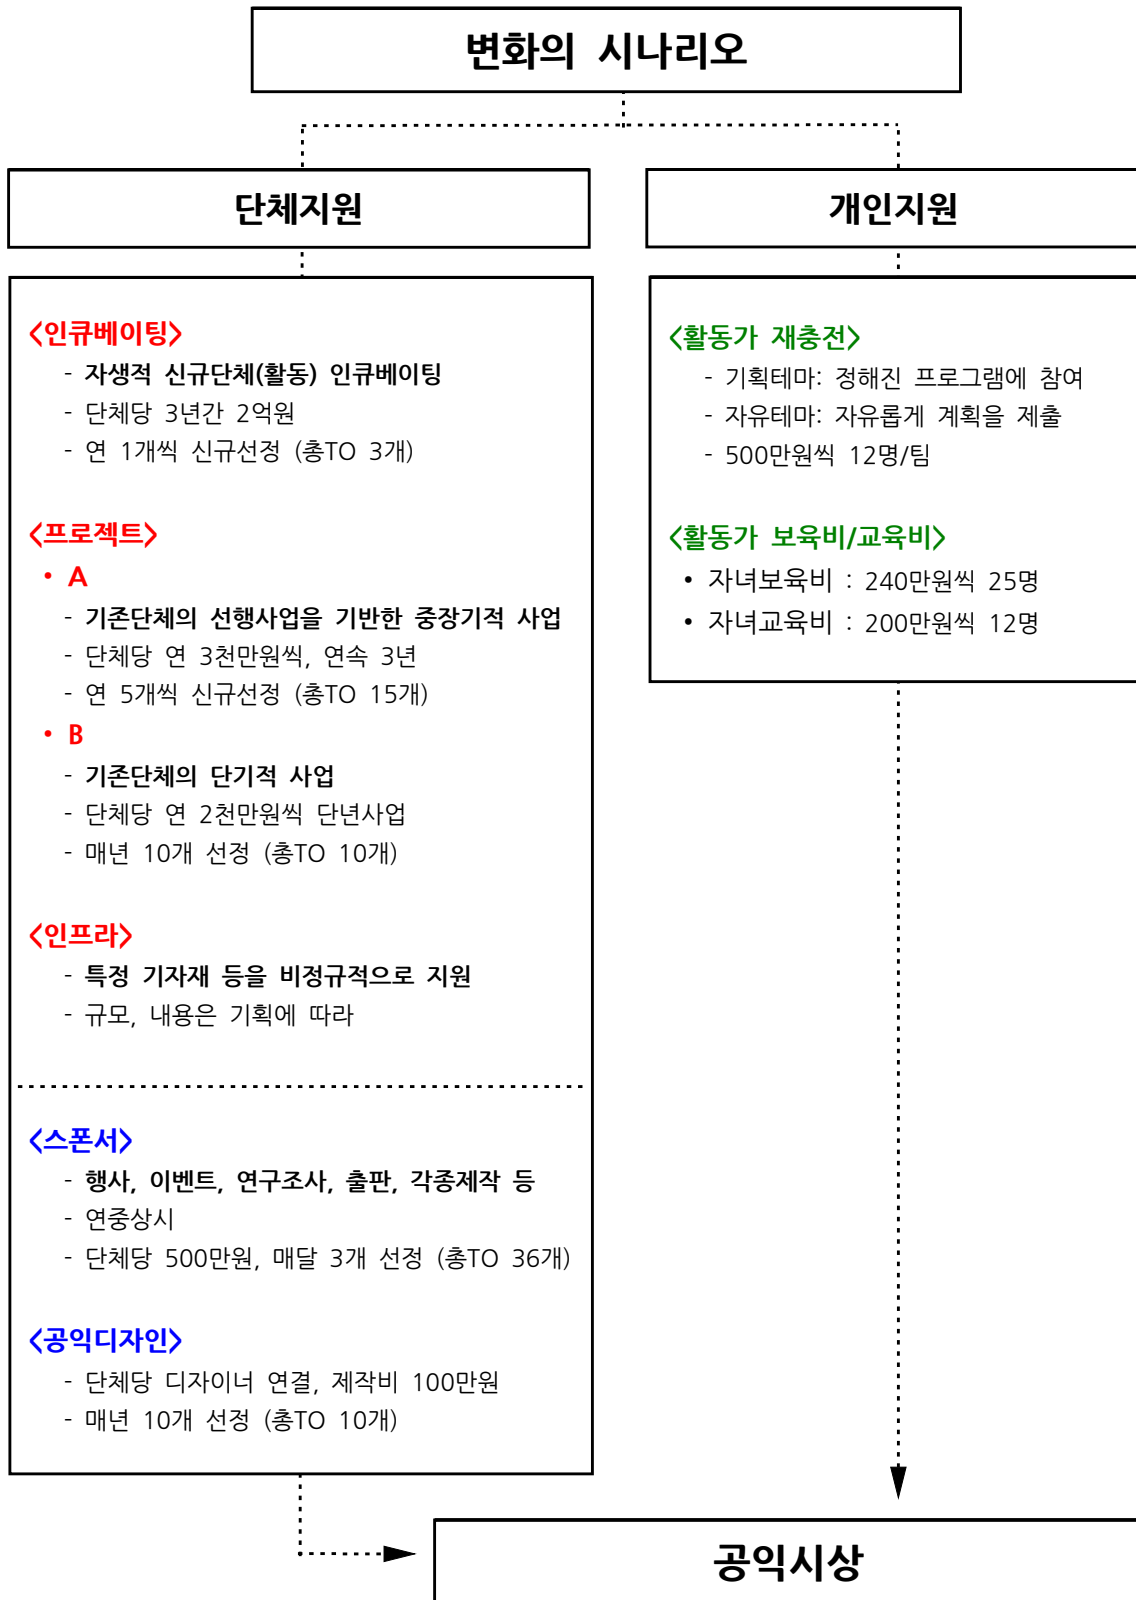 변화의 시나리오
단체지원
<인큐베이팅>
- 자생적 신규단체(활동) 인큐베이팅
- 단체당 3년간 2억원
- 연 1개씩 신규선정 (총TO 3개)
<프로젝트>
• A
- 기존단체의 선행사업을 기반한 중장기적 사업
- 단체당 연 3천만원씩, 연속 3년
- 연 5개씩 신규선정 (총TO 15개)
• B
- 기존단체의 단기적 사업
- 단체당 연 2천만원씩 단년사업
- 매년 10개 선정 (총TO 10개)
<인프라>
- 특정 기자재 등을 비정규적으로 지원
- 규모, 내용은 기획에 따라
<스폰서>
- 행사, 이벤트, 연구조사, 출판, 각종제작 등
- 연중상시
- 단체당 500만원, 매달 3개 선정 (총TO 36개)
<공익디자인>
- 단체당 디자이너 연결, 제작비 100만원
- 매년 10개 선정 (총TO 10개)
개인지원
<활동가 재충전>
- 기획테마: 정해진 프로그램에 참여
- 자유테마: 자유롭게 계획을 제출
- 500만원씩 12명/팀
<활동가 보육비/교육비>
• 자녀보육비 : 240만원씩 25명
• 자녀교육비 : 200만원씩 12명
공익시상